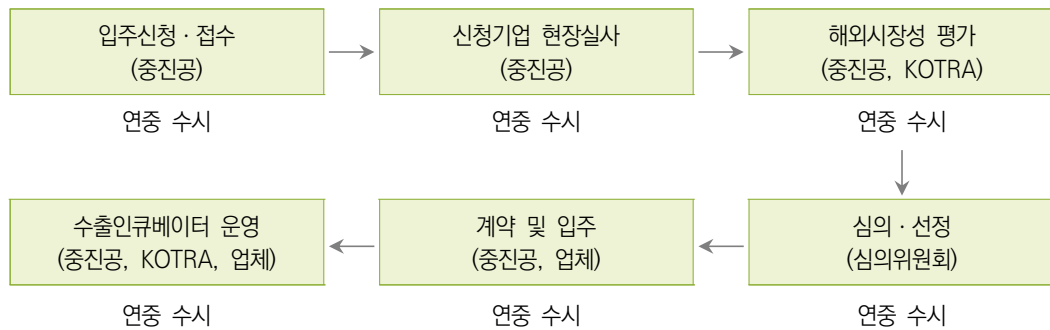 입주신청 · 접수
(중진공)
연중 수시
신청기업 현장실사
(중진공)
연중 수시
해외시장성 평가
(중진공, KOTRA)
연중 수시
심의 · 선정
(심의위원회)
연중 수시
계약 및 입주
(중진공, 업체)
연중 수시
수출인큐베이터 운영
(중진공, KOTRA, 업체)
연중 수시